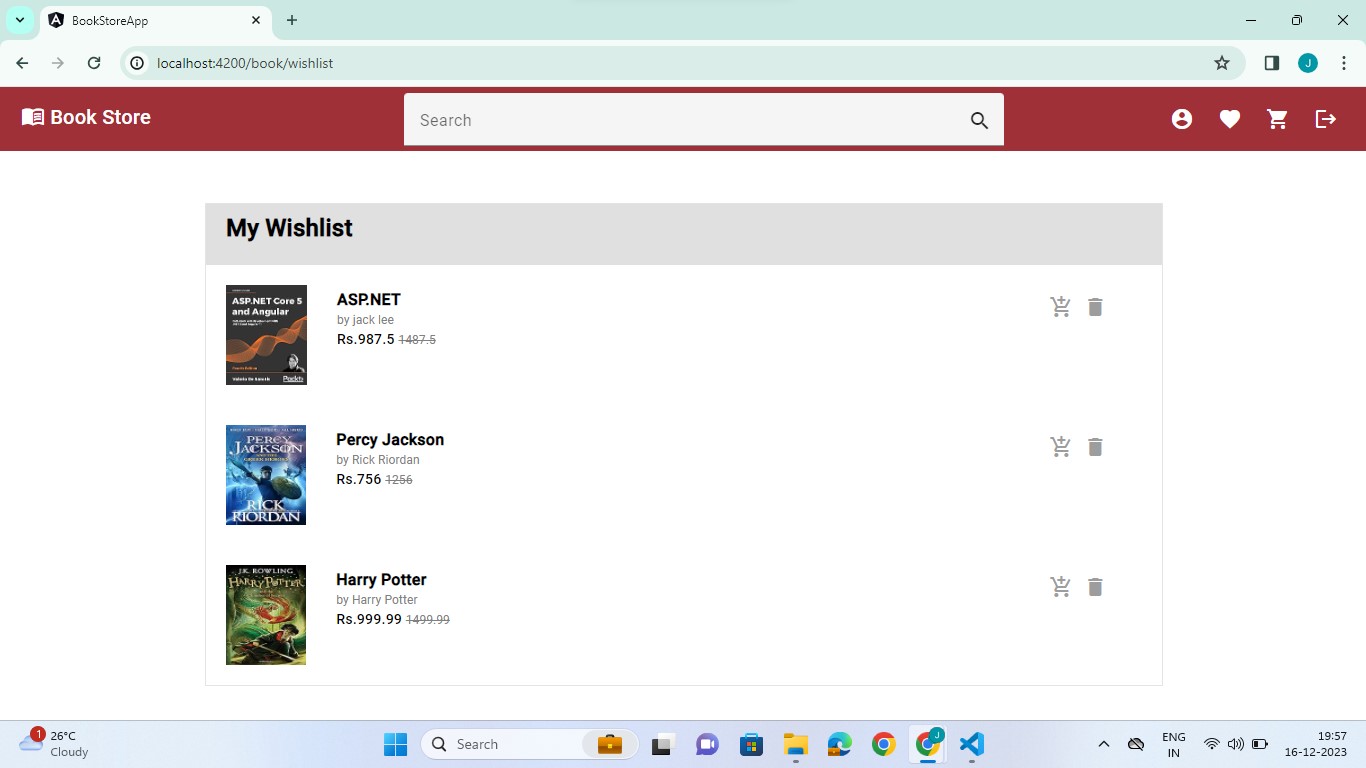 BookStoreApp
localhost:4200/book/wishlist
J
Book Store
Search
My Wishlist
ASP.NET Core 5
and Angular
Packt
ASP.NET
by jack lee
Rs.987.5 1487.5
PERCY
JACKSON
RICK
RIORDAN
Percy Jackson
by Rick Riordan
Rs.756 1256
J.K. ROWLING
HARRY POTTER
Harry Potter
by Harry Potter
Rs.999.99 1499.99
1
26°C
Cloudy
Search
J
ENG
IN
19:57
16-12-2023